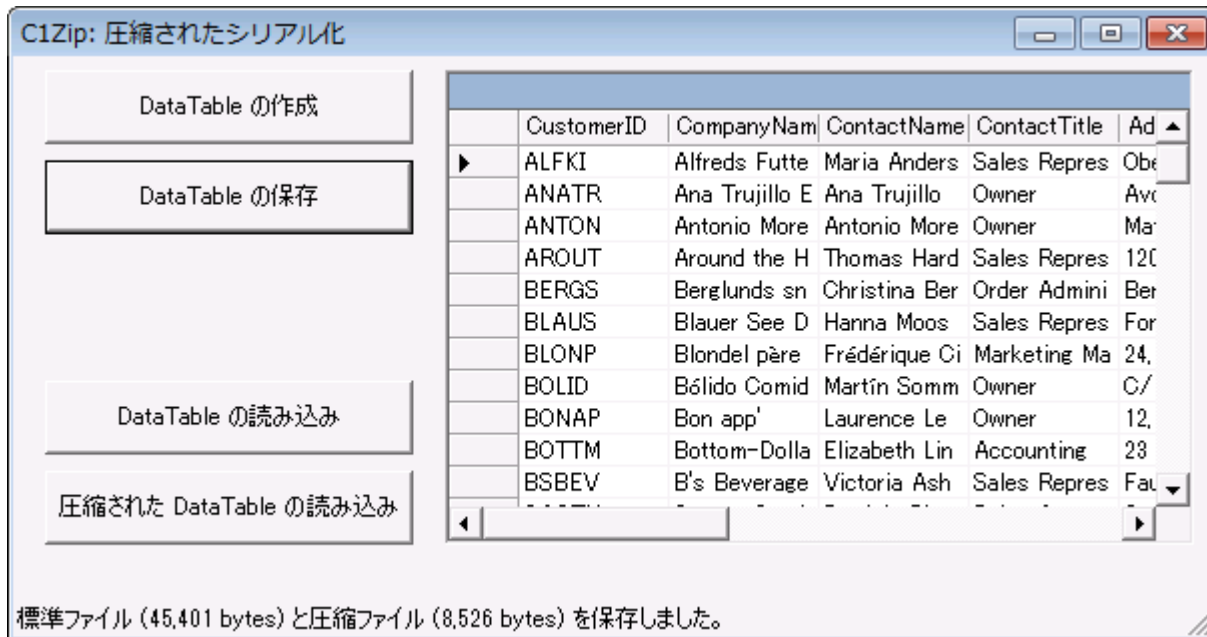 C1Zip: 圧縮されたシリアル化
DataTable の作成
DataTable の保存
DataTable の読み込み
圧縮された DataTable の読み込み
CustomerID CompanyNam ContactName ContactTitle Ad
ALFKI Alfreds Futte Maria Anders Sales Repres Obe
ANATR Ana Trujillo E Ana Trujillo Owner Avd
ANTON Antonio More Antonio More Owner Mat
AROUT Around the H Thomas Hard Sales Repres 120
BERGS Berglunds sn Christina Ber Order Admini Ber
BLAUS Blauer See D Hanna Moos Sales Repres For
BLONP Blondel père Frédérique Ci Marketing Ma 24,
BOLID Bólido Comid Martín Somm Owner C/
BONAP Bon app' Laurence Le Owner 12,
BOTTM Bottom-Dolla Elizabeth Lin Accounting 23
BSBEV B's Beverage Victoria Ash Sales Repres Fau
標準ファイル (45,401 bytes) と圧縮ファイル (8,526 bytes) を保存しました。